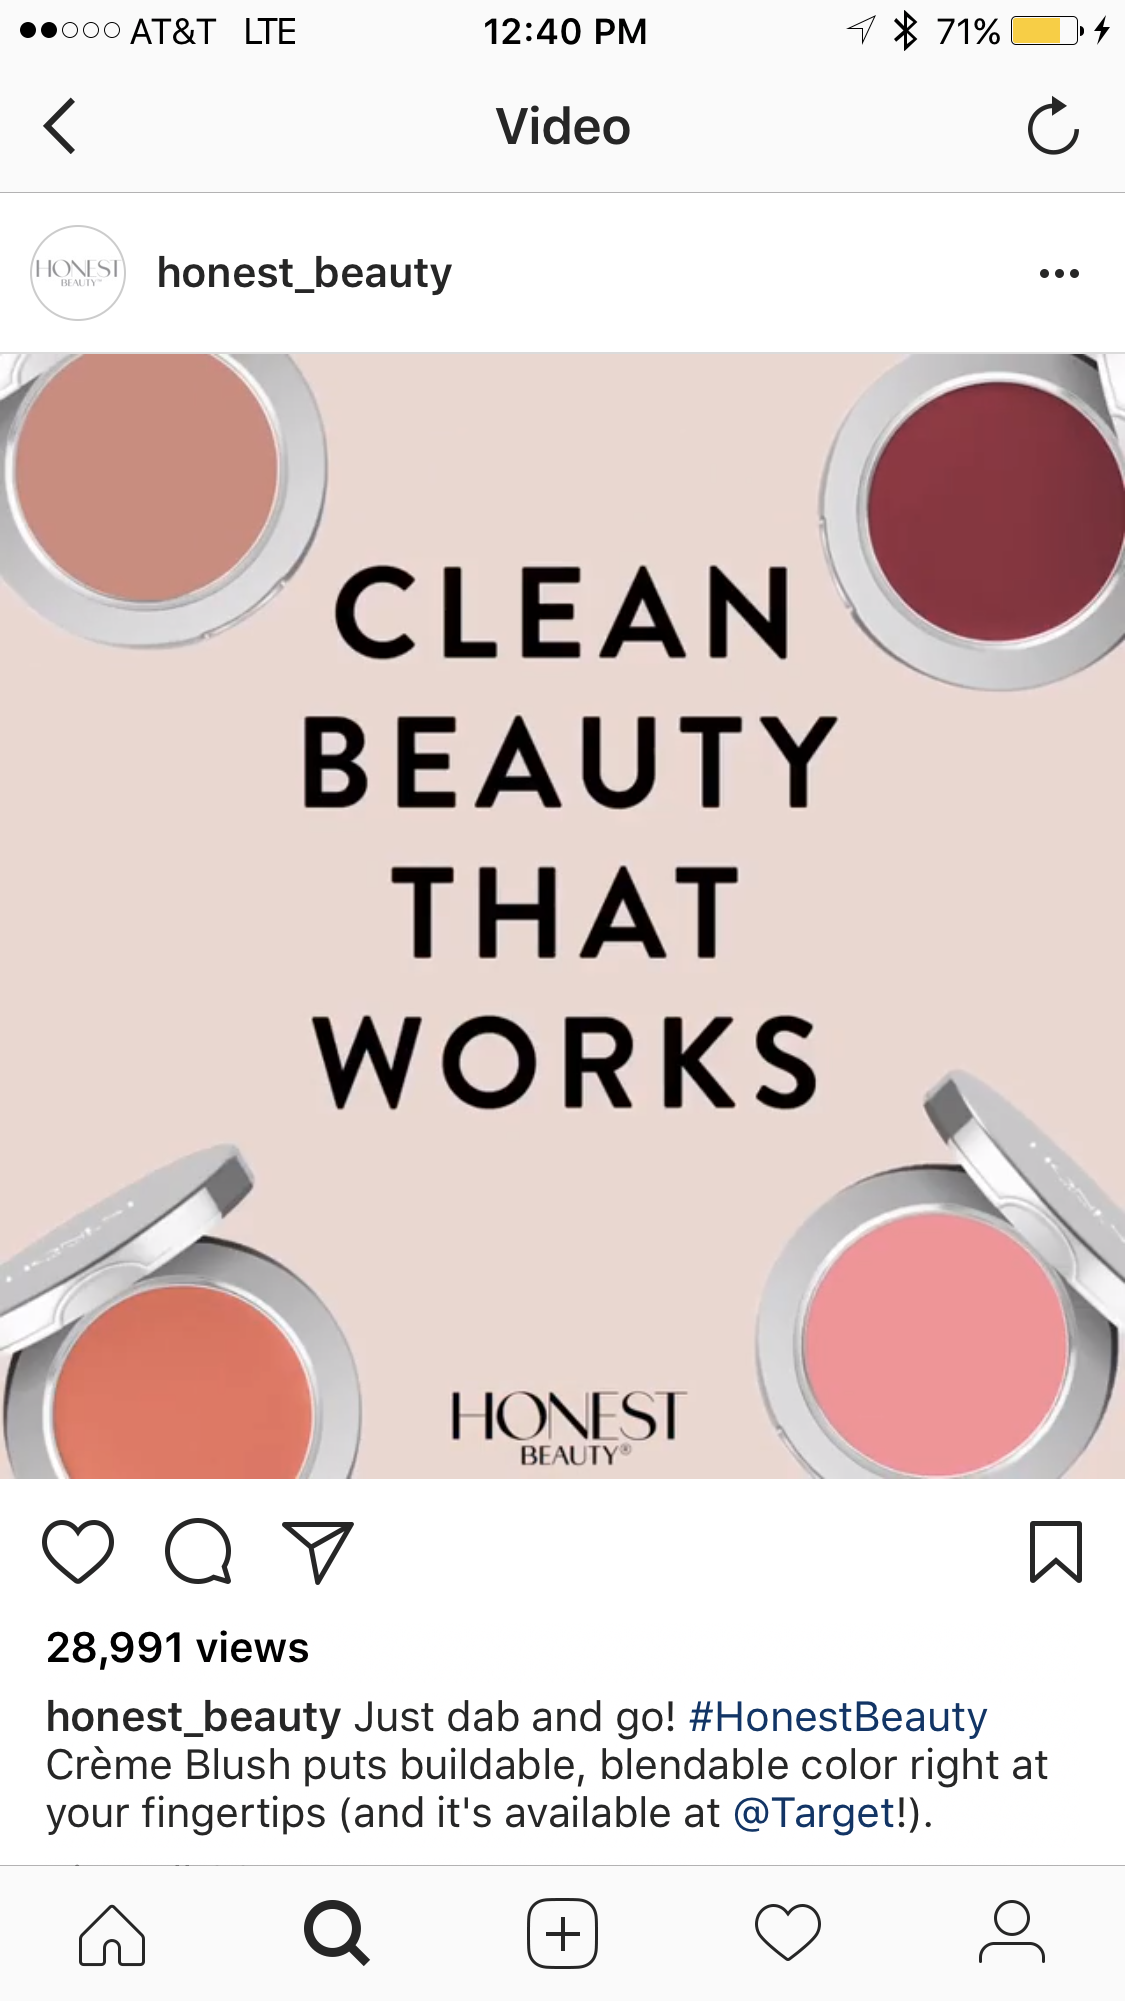 AT&T LTE 12:40 PM 71%
Video
HONEST
BEAUTY™
honest_beauty
CLEAN
BEAUTY
THAT
WORKS
HONEST
BEAUTY®
28,991 views
honest_beauty Just dab and go! #HonestBeauty
Crème Blush puts buildable, blendable color right at
your fingertips (and it's available at @Target!).